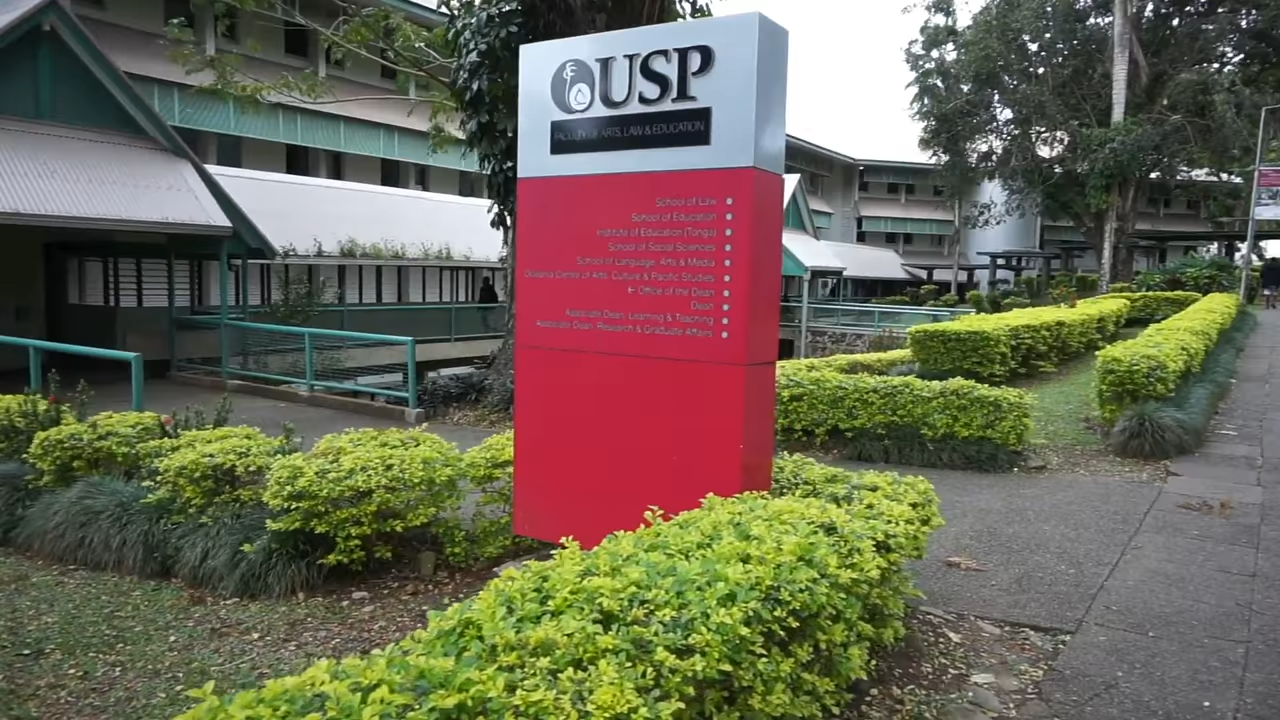 USP
FACULTY OF ARTS, LAW & EDUCATION
School of Law
School of Education
Institute of Education (Tonga)
School of Social Sciences
School of Language, Arts & Media
Oceania Centre of Arts, Culture & Pacific Studies
← Office of the Dean
Dean
Associate Dean, Learning & Teaching
Associate Dean, Research & Graduate Affairs